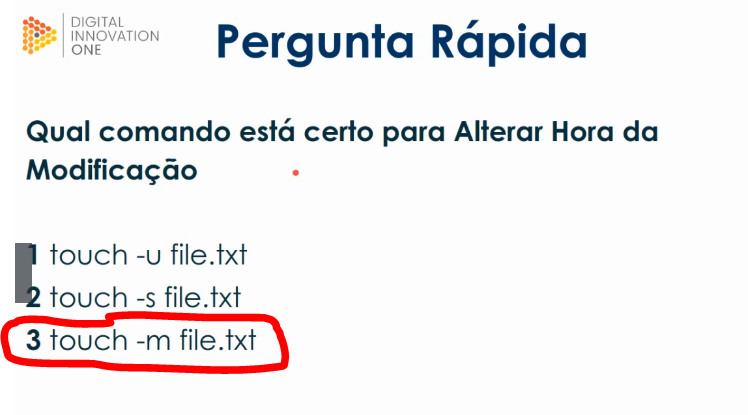 DIGITAL
INNOVATION
ONE
Pergunta Rápida
Qual comando está certo para Alterar Hora da
Modificação
1 touch -u file.txt
2 touch -s file.txt
3 touch -m file.txt